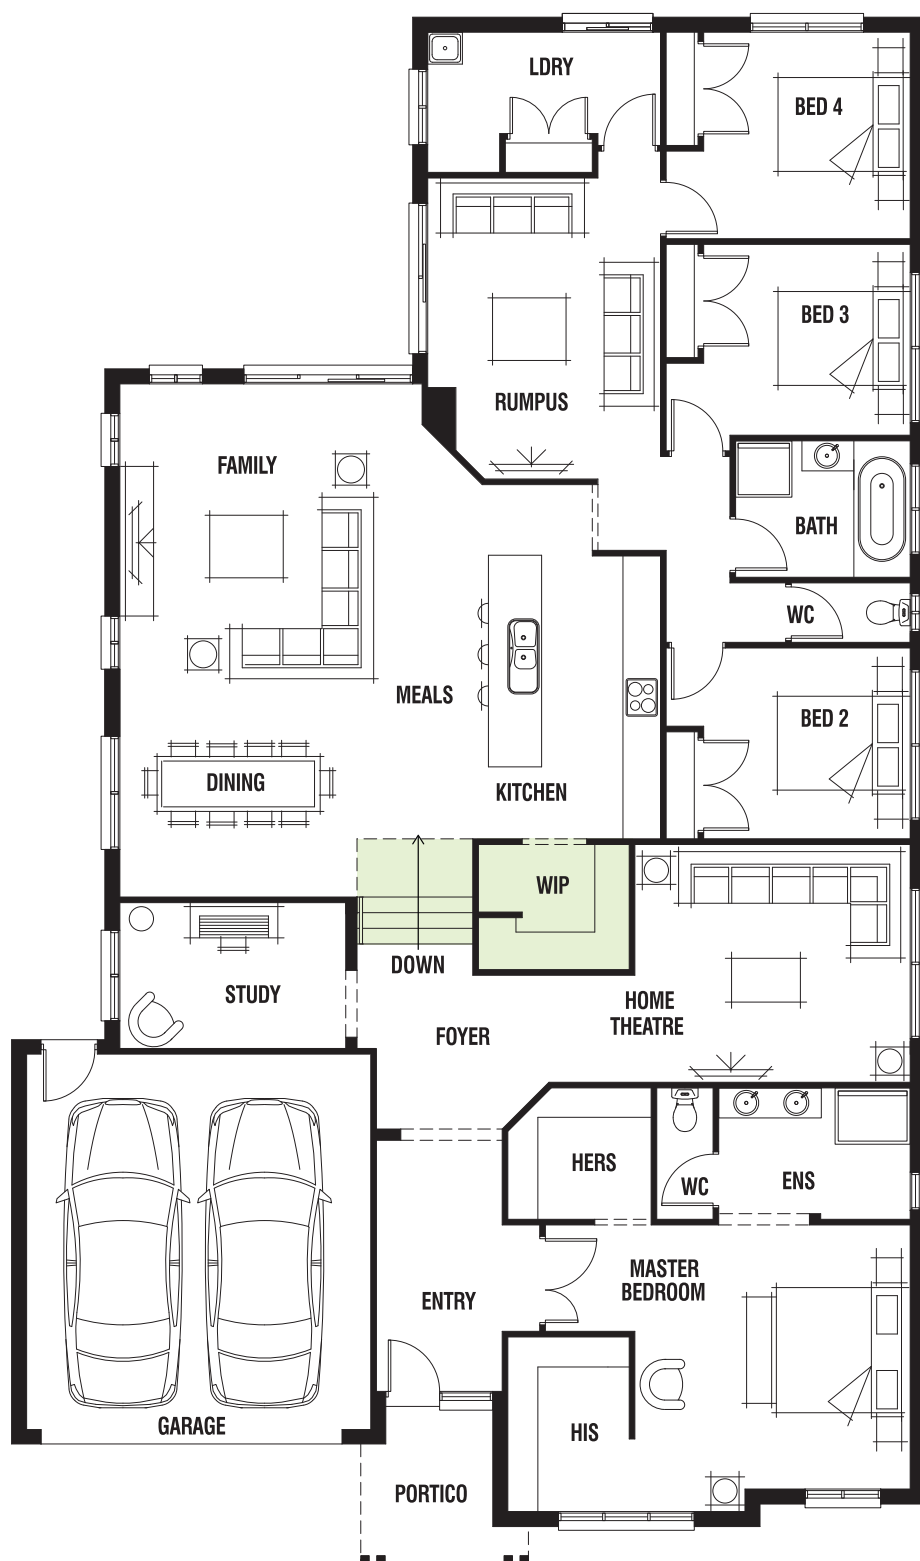 LDRY
BED 4
BED 3
RUMPUS
FAMILY
BATH
WC
MEALS
BED 2
DINING
KITCHEN
WIP
DOWN
STUDY
HOME
THEATRE
FOYER
HERS
WC
ENS
MASTER
BEDROOM
ENTRY
GARAGE
HIS
PORTICO